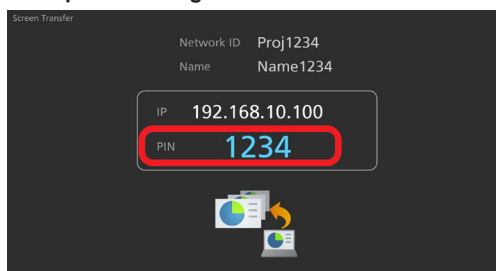 Screen Transfer
Network ID Proj1234
Name Name1234
IP 192.168.10.100
PIN 1234